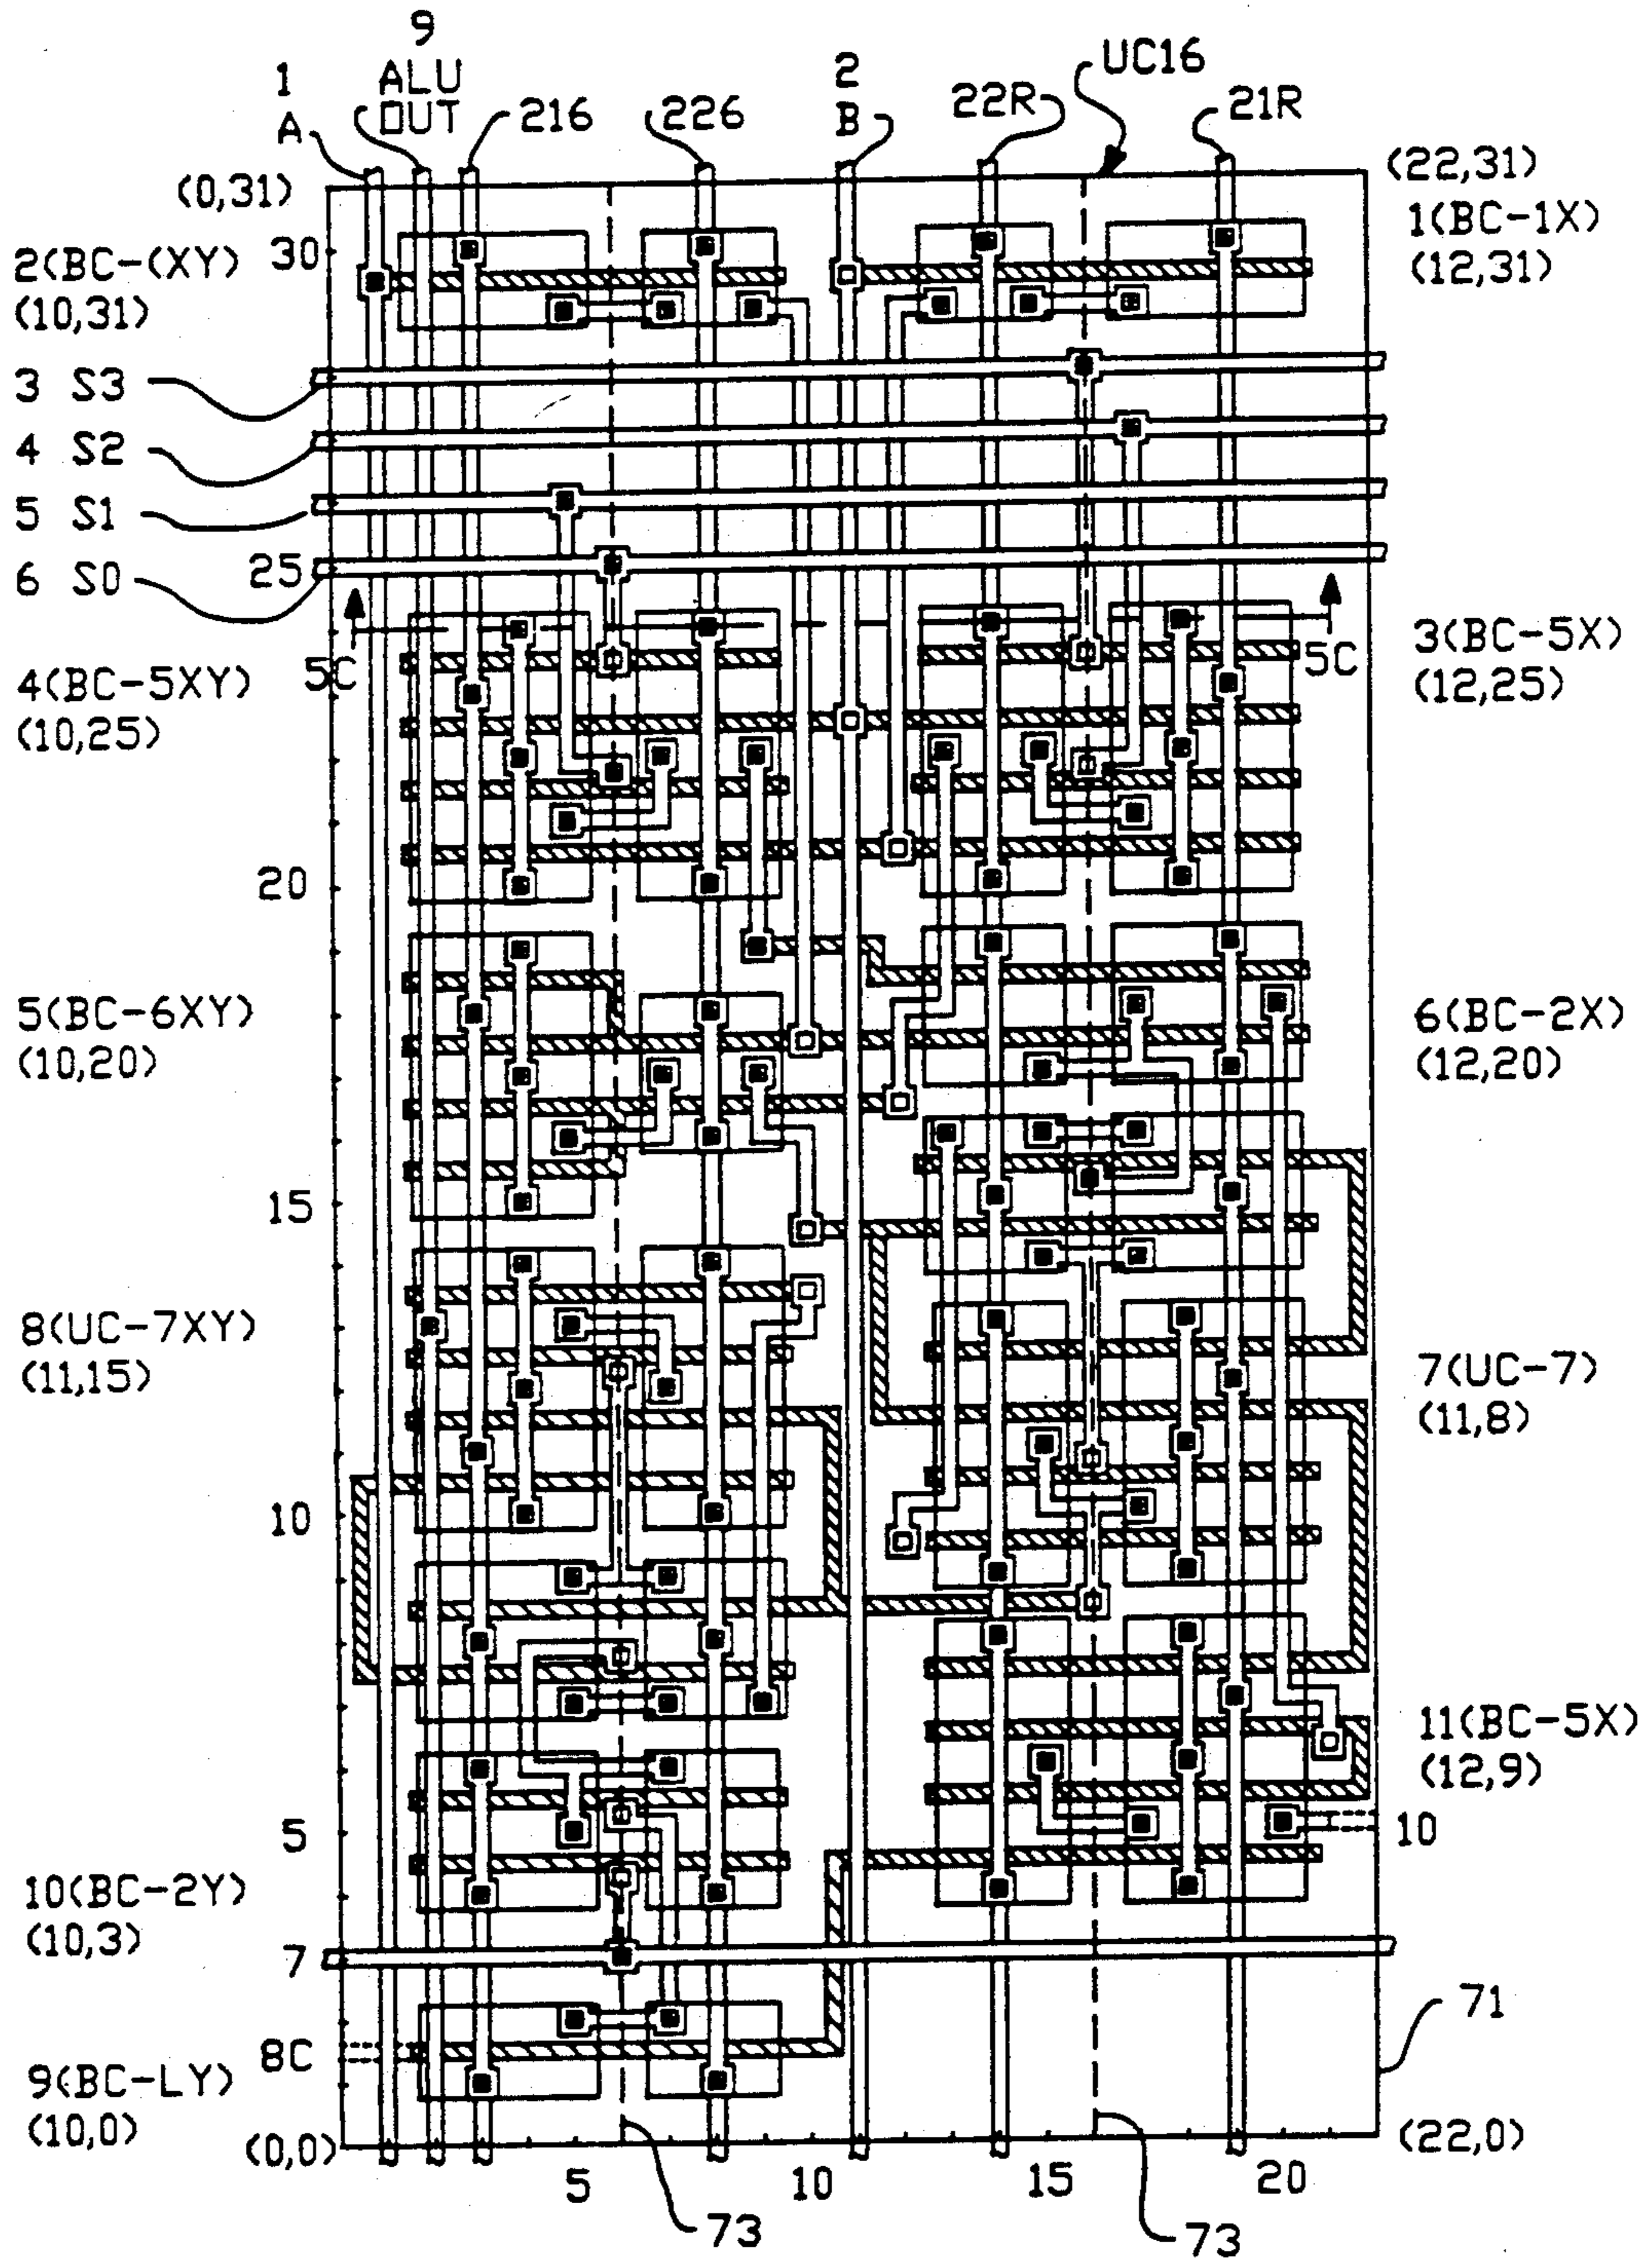 9
1 ALU 2 UC16
A OUT 216 226 B 22R 21R
(0,31) (22,31)
2(BC-(XY) 30 1(BC-1X)
(10,31) (12,31)
3 S3
4 S2
5 S1
6 S0 25
5C 5C
4(BC-5XY) 3(BC-5X)
(10,25) (12,25)
20
5(BC-6XY) 6(BC-2X)
(10,20) (12,20)
15
8(UC-7XY) 7(UC-7)
(11,15) (11,8)
10
11(BC-5X)
(12,9)
5 10
10(BC-2Y)
(10,3)
7
71
8C
9(BC-LY)
(10,0)
(0,0) (22,0)
5 10 15 20
73 73